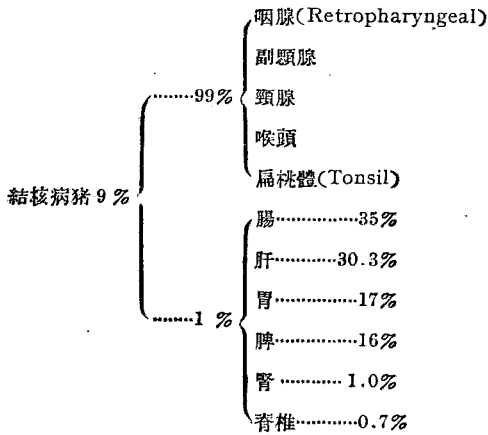 咽腺(Retropharyngeal)
副顋腺
………99%
頸腺
喉頭
扁桃體(Tonsil)
結核病猪9%
腸………………35%
肝…………30.3%
胃………………17%
………1 %
脾………………16%
腎…………1.0%
脊椎…………0.7%